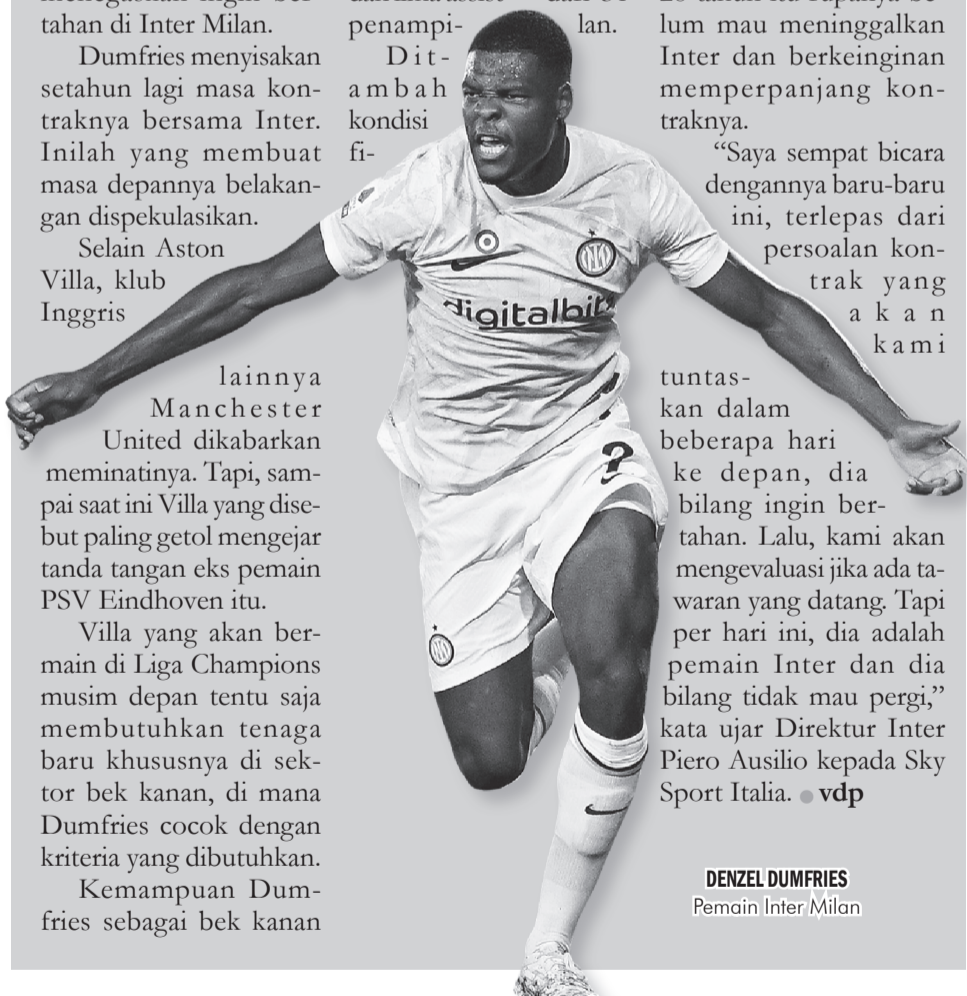 menegaskan ingin ber-
tahan di Inter Milan.
Dumfries menyisakan
setahun lagi masa kon-
traknya bersama Inter.
Inilah yang membuat
masa depannya belakan-
gan dispekulasikan.
Selain Aston
Villa, klub
Inggris
lainnya
Manchester
United dikabarkan
meminatinya. Tapi, sam-
pai saat ini Villa yang dise-
but paling getol mengejar
tanda tangan eks pemain
PSV Eindhoven itu.
Villa yang akan ber-
main di Liga Champions
musim depan tentu saja
membutuhkan tenaga
baru khususnya di sek-
tor bek kanan, di mana
Dumfries cocok dengan
kriteria yang dibutuhkan.
Kemampuan Dum-
fries sebagai bek kanan
penampi- lan.
Dit-
ambah
kondisi
fi-
lum mau meninggalkan
Inter dan berkeinginan
memperpanjang kon-
traknya.
“Saya sempat bicara
dengannya baru-baru
ini, terlepas dari
persoalan kon-
trak yang
akan
kami
tuntas-
kan dalam
beberapa hari
ke depan, dia
bilang ingin ber-
tahan. Lalu, kami akan
mengevaluasi jika ada ta-
waran yang datang. Tapi
per hari ini, dia adalah
pemain Inter dan dia
bilang tidak mau pergi,”
kata ujar Direktur Inter
Piero Ausilio kepada Sky
Sport Italia. ● vdp
digitalbits
?
DENZEL DUMFRIES
Pemain Inter Milan